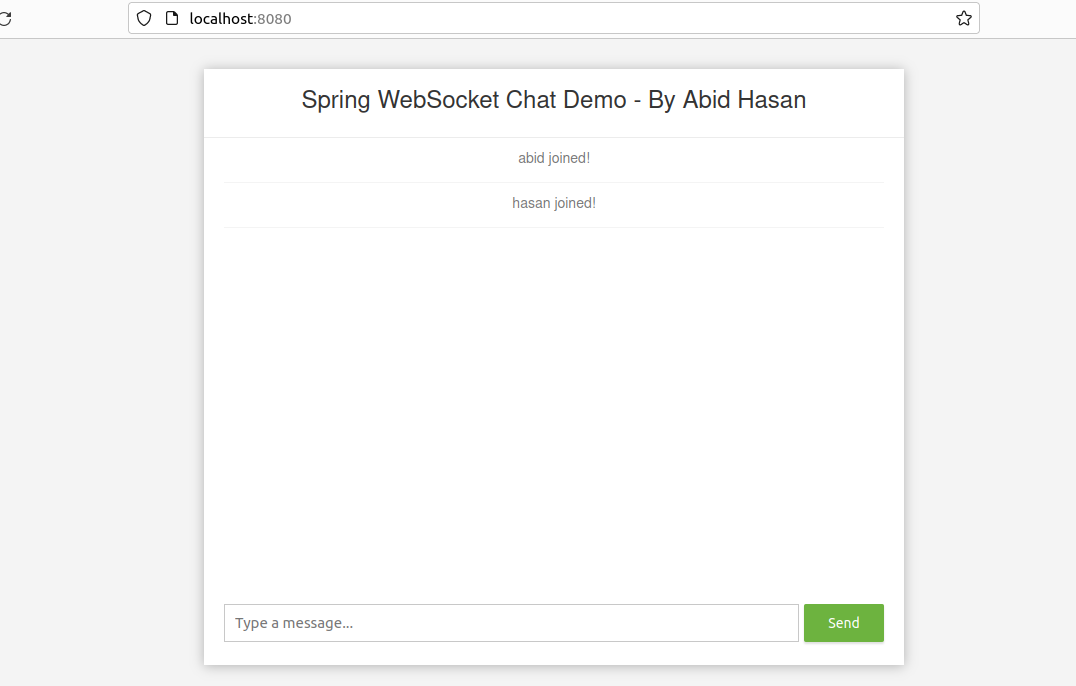 localhost:8080
Spring WebSocket Chat Demo - By Abid Hasan
abid joined!
hasan joined!
Type a message...
Send